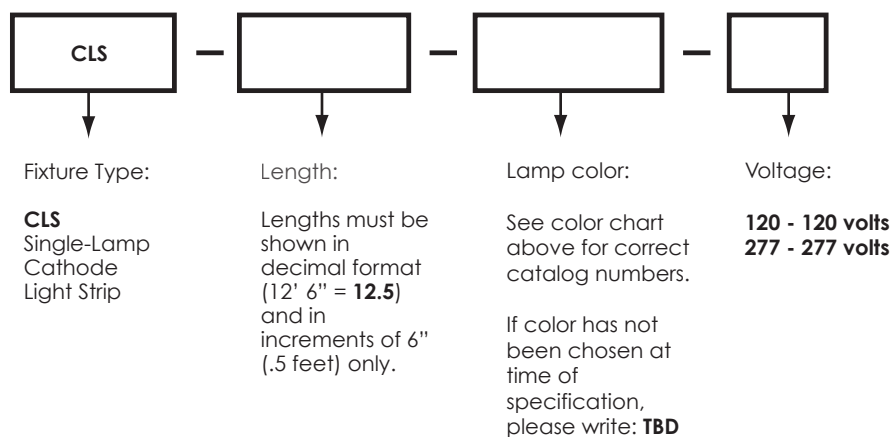 CLS
Fixture Type:
CLS
Single-Lamp
Cathode
Light Strip
Length:
Lengths must be
shown in
decimal format
(12’ 6” = 12.5)
and in
increments of 6”
(.5 feet) only.
Lamp color:
See color chart
above for correct
catalog numbers.
If color has not
been chosen at
time of
specification,
please write: TBD
Voltage:
120 - 120 volts
277 - 277 volts